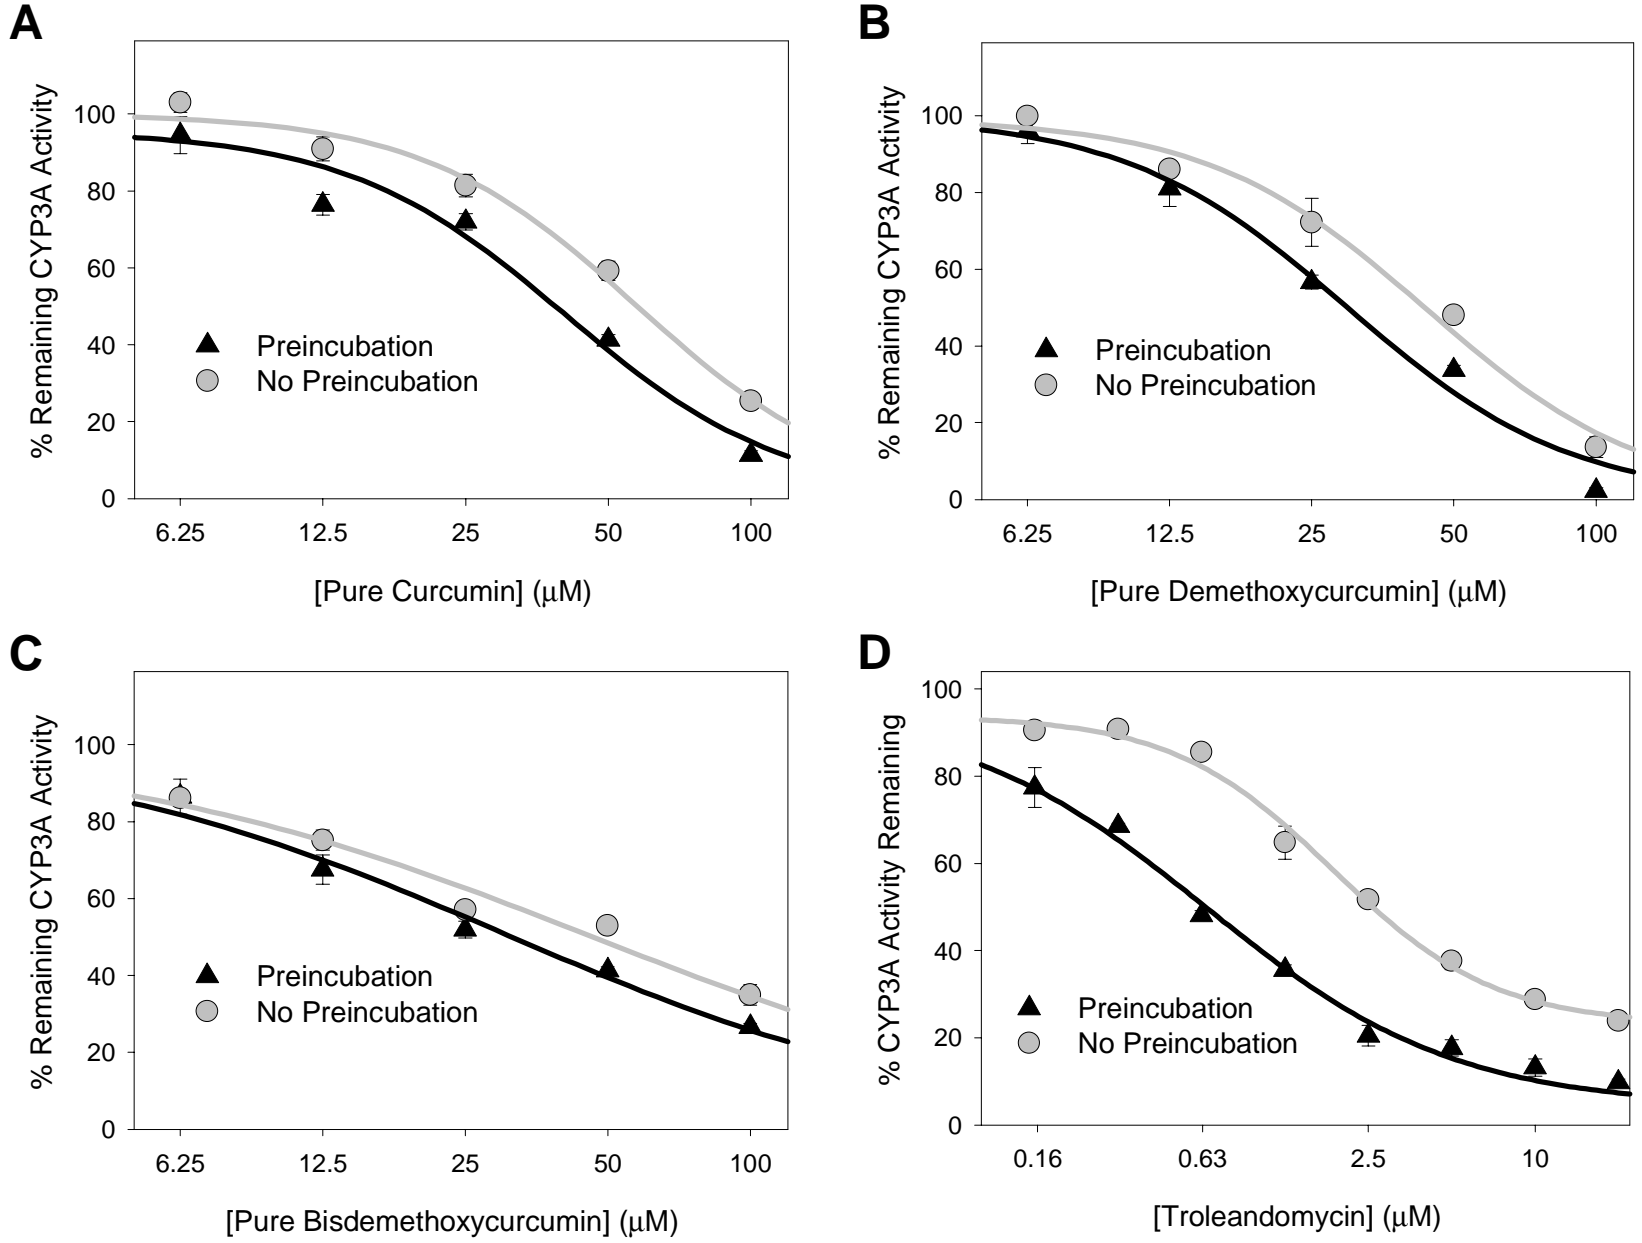 A
% Remaining CYP3A Activity
100
80
60
40
20
0
Preincubation
No Preincubation
6.25 12.5 25 50 100
[Pure Curcumin] (μM)
B
% Remaining CYP3A Activity
100
80
60
40
20
0
Preincubation
No Preincubation
6.25 12.5 25 50 100
[Pure Demethoxycurcumin] (μM)
C
% Remaining CYP3A Activity
100
80
60
40
20
0
Preincubation
No Preincubation
6.25 12.5 25 50 100
[Pure Bisdemethoxycurcumin] (μM)
D
% CYP3A Activity Remaining
100
80
60
40
20
0
Preincubation
No Preincubation
0.16 0.63 2.5 10
[Troleandomycin] (μM)